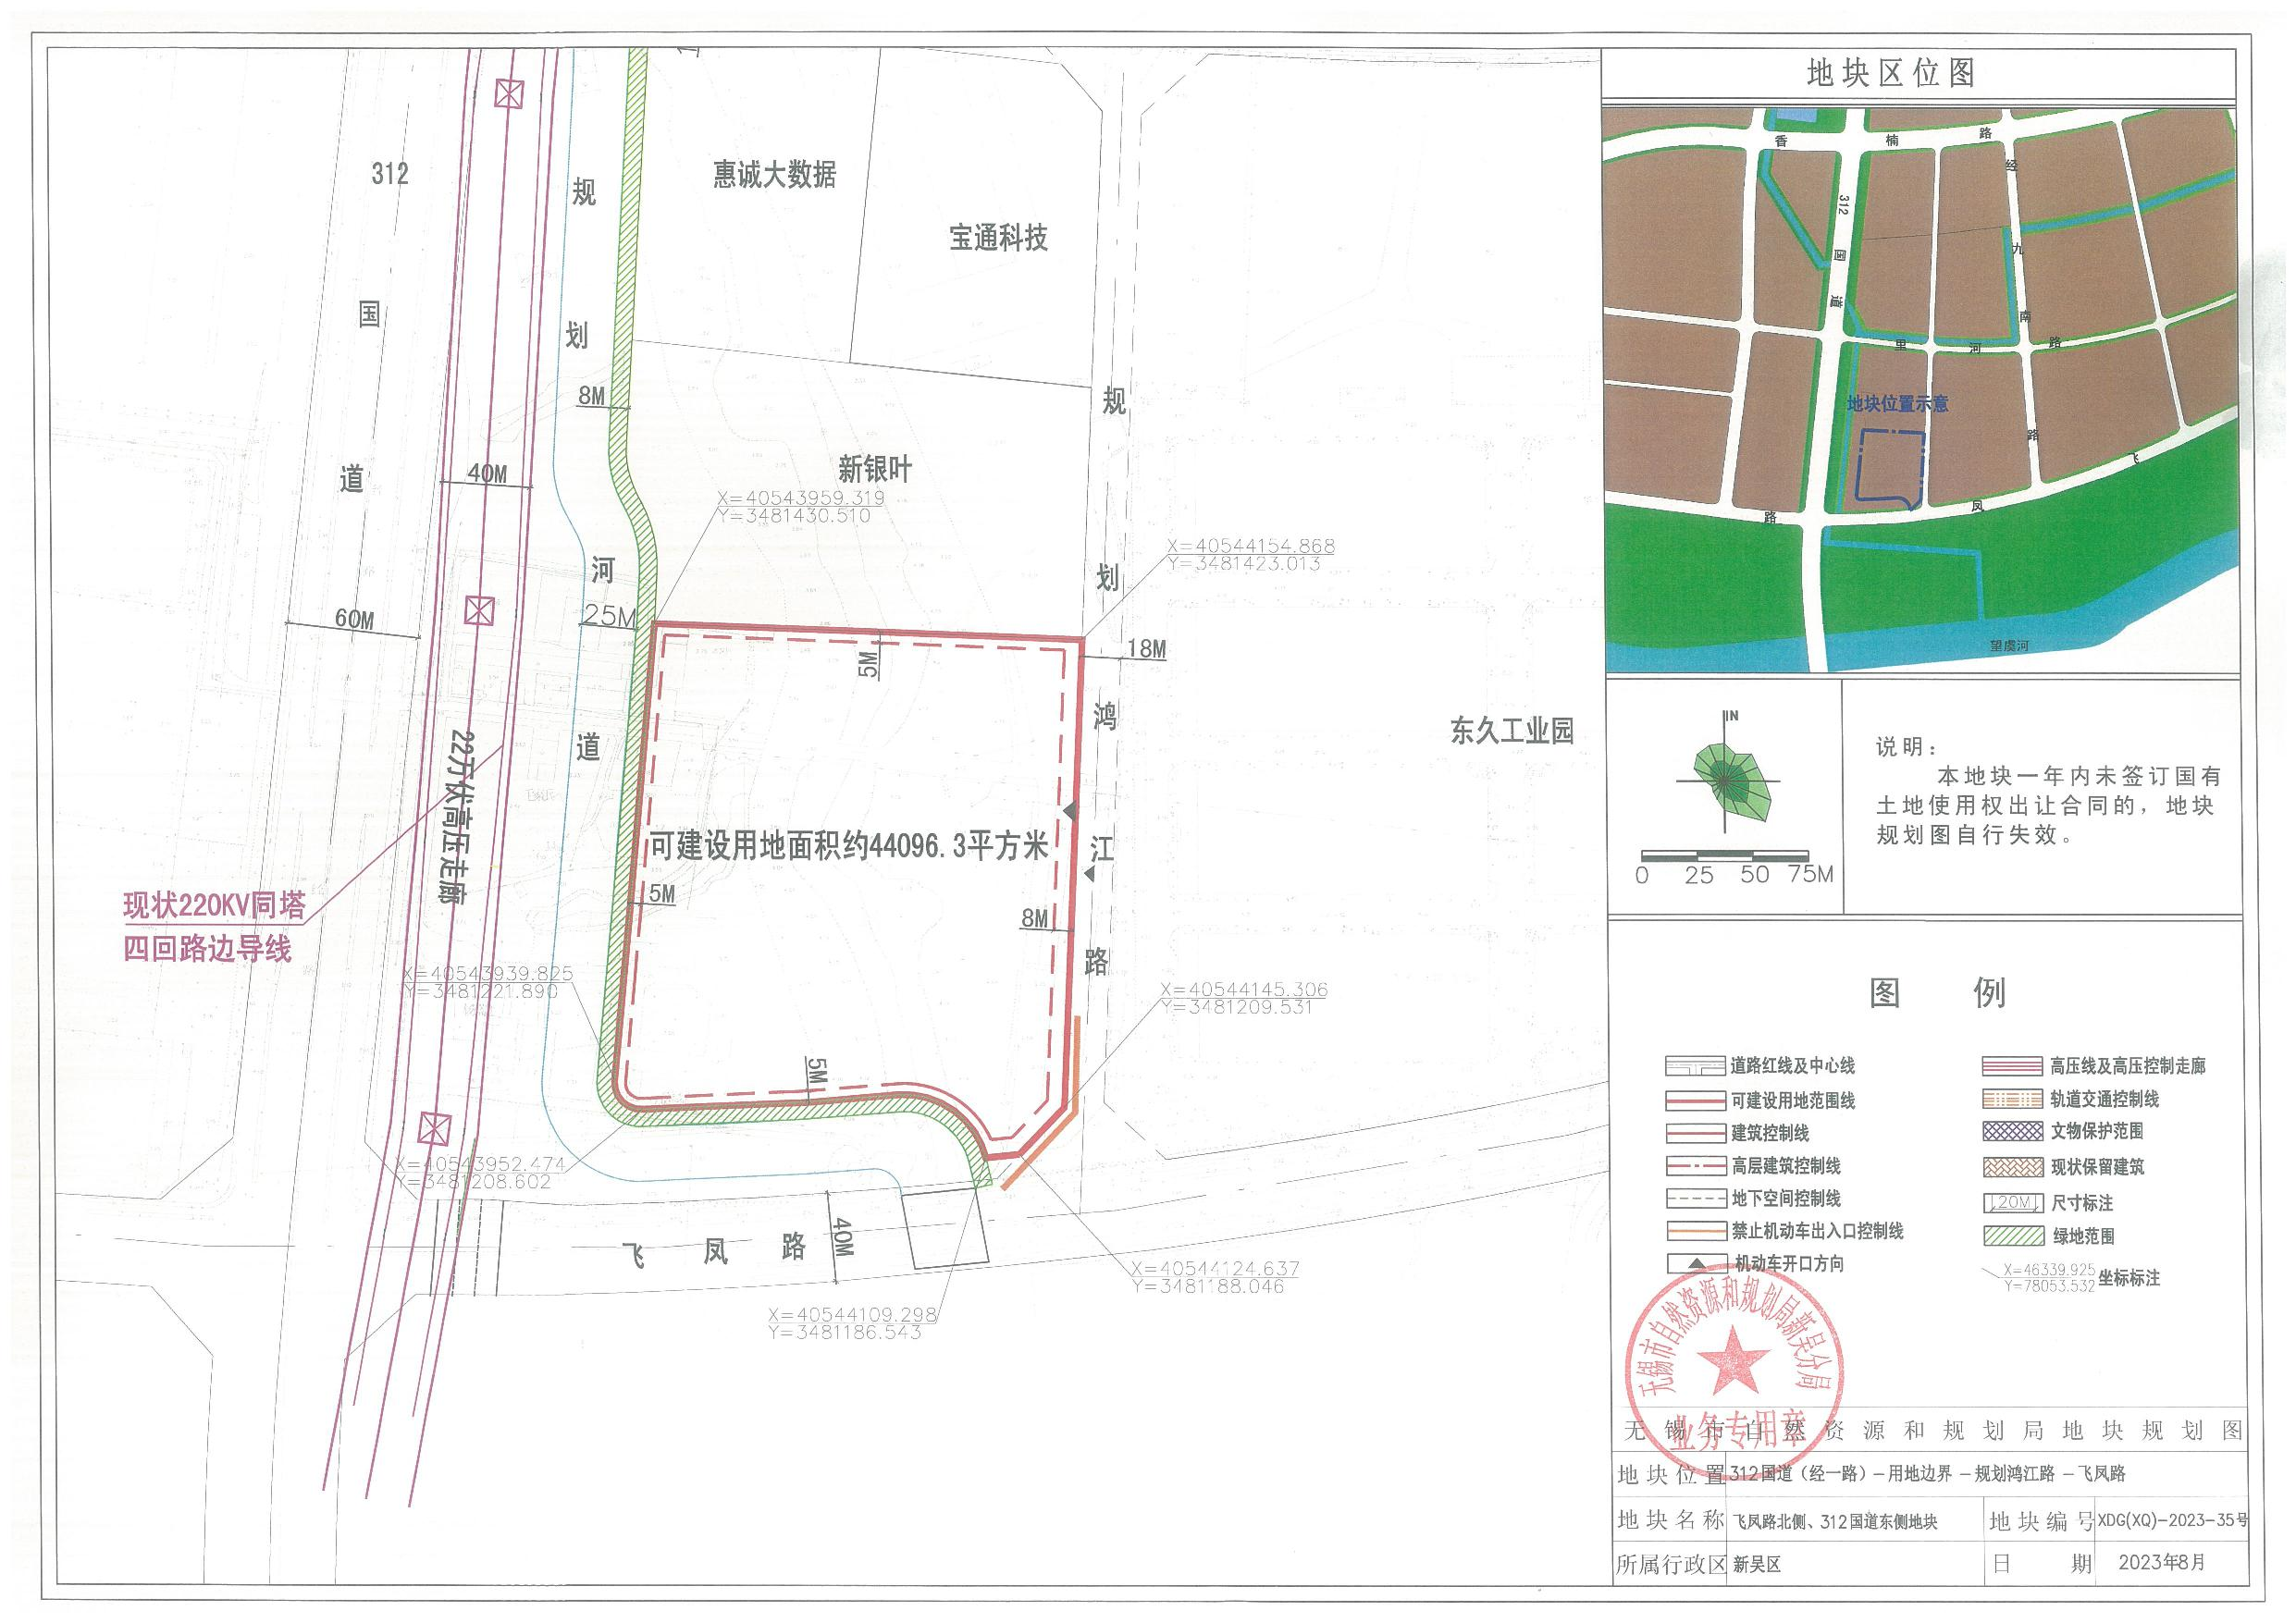 312
国
道
60M
40M
22万伏高压走廊
现状220KV同塔
四回路边导线
规
划
河
道
8M
25M
惠诚大数据
宝通科技
新银叶
X=40543959.319
Y=3481430.510
X=40544154.868
Y=3481423.013
规
划
鸿
江
路
18M
5M
东久工业园
可建设用地面积约44096.3平方米
5M
8M
X=40543939.825
Y=3481221.890
X=40544145.306
Y=3481209.531
5M
X=40543952.474
Y=3481208.602
飞 凤 路
40M
X=40544124.637
Y=3481188.046
X=40544109.298
Y=3481186.543
地块区位图
香 楠 路
经
九
南
路
312
国
道
里 河 路
地块位置示意
路 凤 飞
望虞河
N
0 25 50 75M
说明：
本地块一年内未签订国有
土地使用权出让合同的，地块
规划图自行失效。
图 例
道路红线及中心线
可建设用地范围线
建筑控制线
高层建筑控制线
地下空间控制线
禁止机动车出入口控制线
机动车开口方向
高压线及高压控制走廊
轨道交通控制线
文物保护范围
现状保留建筑
20M 尺寸标注
绿地范围
X=46339.925
Y=78053.532 坐标标注
无锡市自然资源和规划局新吴分局
业务专用章
无锡市自然资源和规划局地块规划图
地块位置 312国道（经一路）－用地边界－规划鸿江路－飞凤路
地块名称 飞凤路北侧、312国道东侧地块 地块编号 XDG(XQ)-2023-35号
所属行政区 新吴区 日期 2023年8月